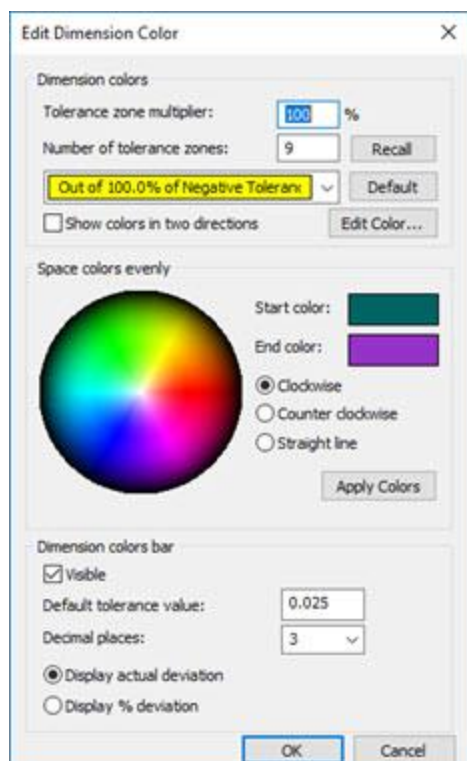 Edit Dimension Color
Dimension colors
Tolerance zone multiplier: 100 %
Number of tolerance zones: 9 Recall
Out of 100.0% of Negative Toleranc Default
Show colors in two directions Edit Color...
Space colors evenly
Start color:
End color:
Clockwise
Counter clockwise
Straight line
Apply Colors
Dimension colors bar
Visible
Default tolerance value: 0.025
Decimal places: 3
Display actual deviation
Display % deviation
OK Cancel